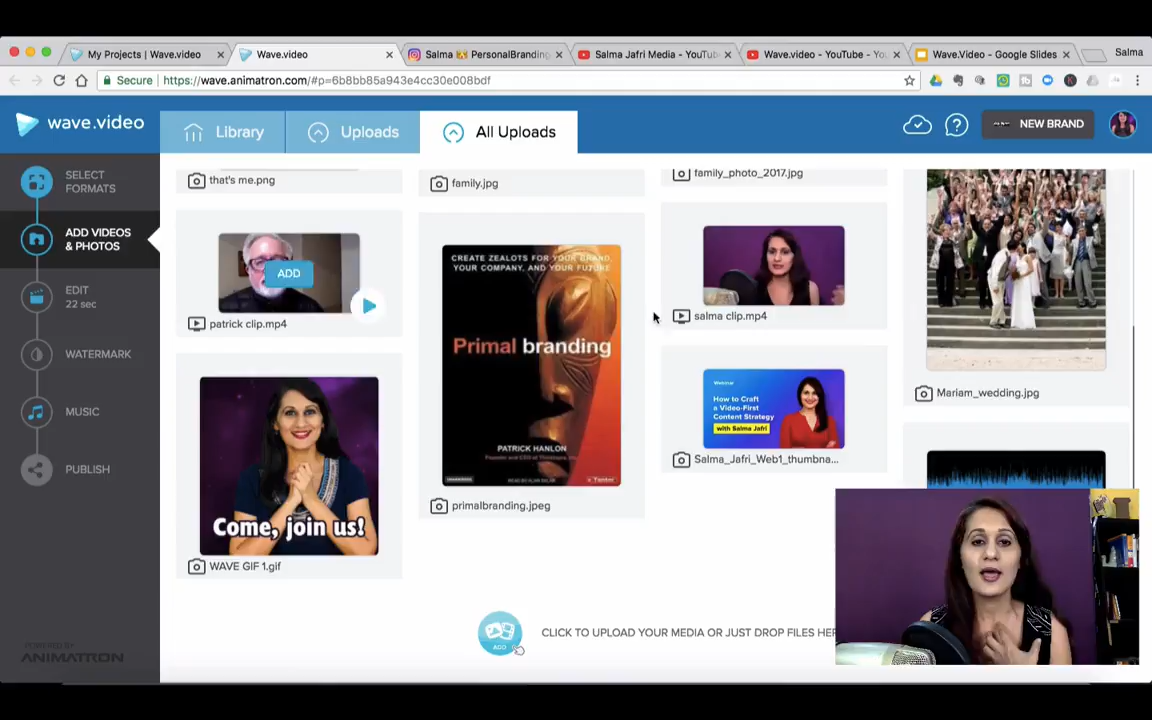 My Projects | Wave.video
Wave.video
Salma PersonalBranding
Salma Jafri Media - YouTub
Wave.video - YouTube - Yo
Wave.Video - Google Slides
Salma
Secure | https://wave.animatron.com/#p=6b8bb85a943e4cc30e008bdf
wave.video
Library
Uploads
All Uploads
NEW BRAND
SELECT
FORMATS
ADD VIDEOS
& PHOTOS
EDIT
22 sec
WATERMARK
MUSIC
PUBLISH
POWERED BY
ANIMATRON
that's me.png
family.jpg
family_photo_2017.jpg
ADD
patrick clip.mp4
CREATE ZEALOTS FOR YOUR BRAND,
YOUR COMPANY, AND YOUR FUTURE
Primal branding
PATRICK HANLON
primalbranding.jpeg
salma clip.mp4
Mariam_wedding.jpg
Webinar
How to Craft
a Video-First
Content Strategy
with Salma Jafri
Salma_Jafri_Web1_thumbna...
Come, join us!
WAVE GIF 1.gif
ADD
CLICK TO UPLOAD YOUR MEDIA OR JUST DROP FILES HER